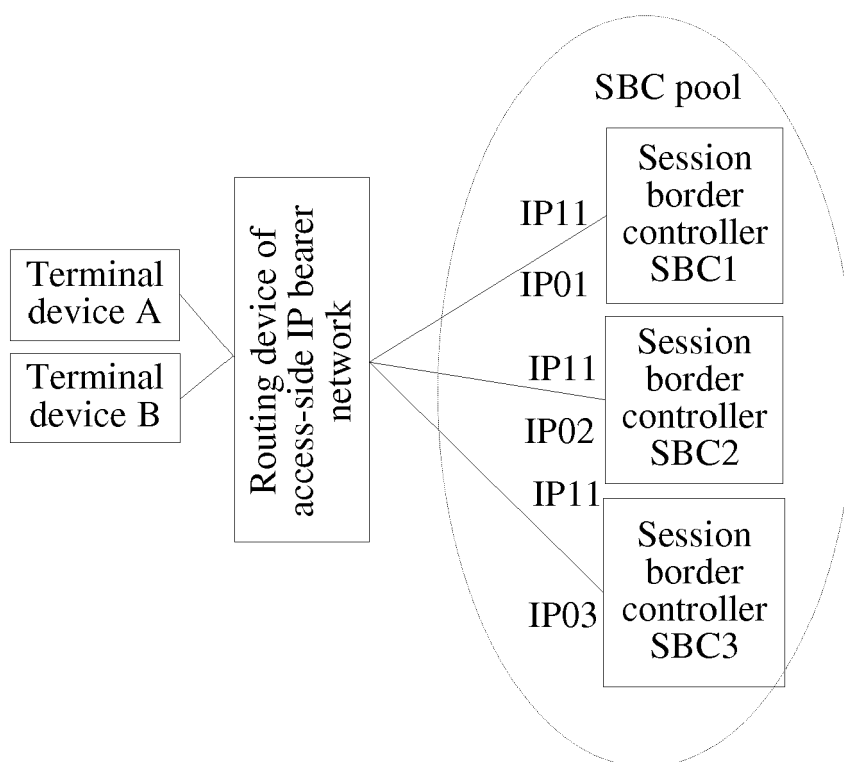 SBC pool
Session
border
controller
SBC1
IP11
IP01
Terminal
device A
Terminal
device B
Routing device of
access-side IP bearer
network
IP11
IP02
Session
border
controller
SBC2
IP11
IP03
Session
border
controller
SBC3